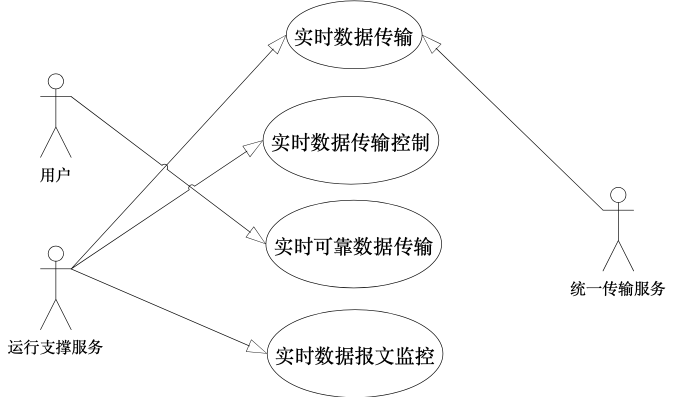 实时数据传输
实时数据传输控制
用户
实时可靠数据传输
统一传输服务
运行支撑服务
实时数据报文监控